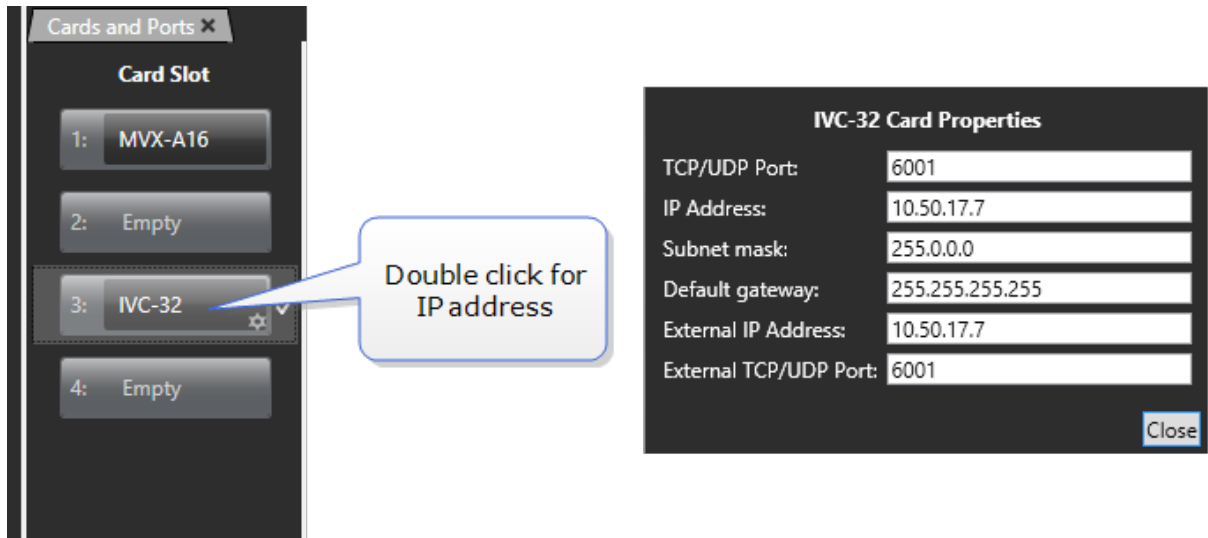 Cards and Ports ×
Card Slot
1: MVX-A16
2: Empty
3: IVC-32
4: Empty
Double click for
IP address
IVC-32 Card Properties
TCP/UDP Port: 6001
IP Address: 10.50.17.7
Subnet mask: 255.0.0.0
Default gateway: 255.255.255.255
External IP Address: 10.50.17.7
External TCP/UDP Port: 6001
Close